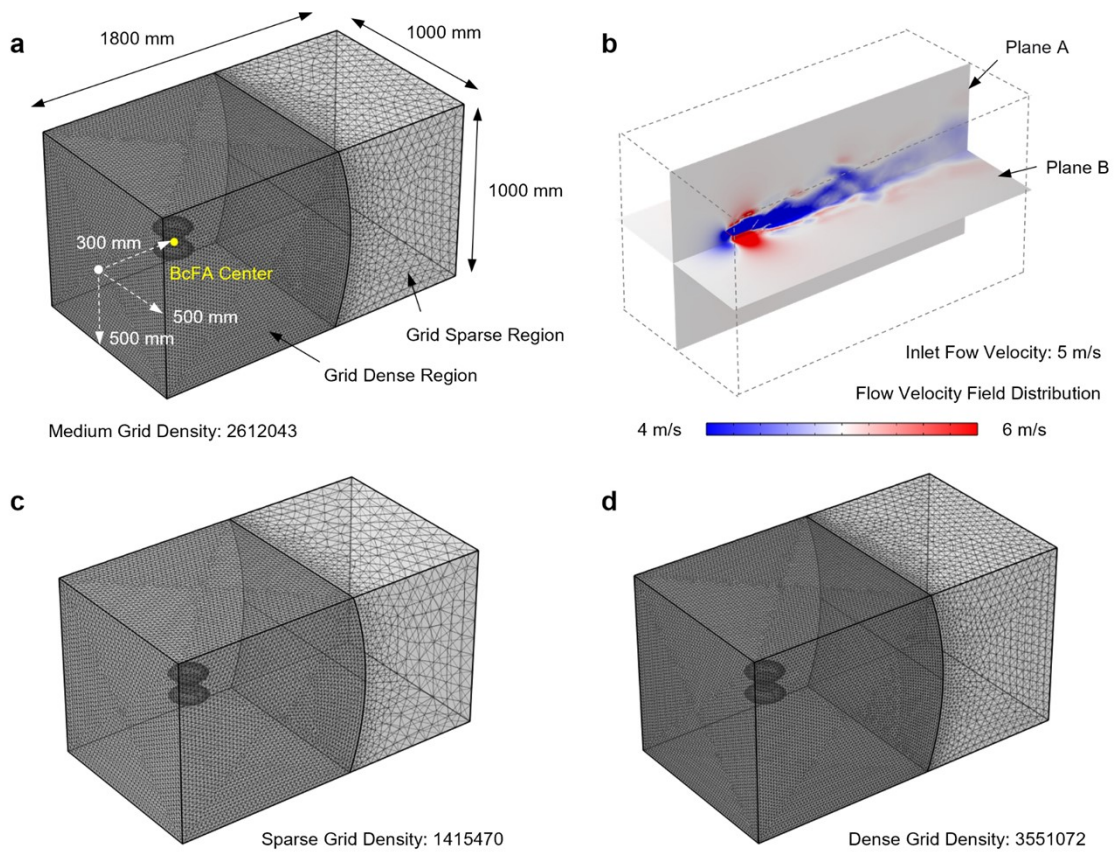 a
1800 mm
1000 mm
1000 mm
300 mm
BcFA Center
500 mm
500 mm
Grid Sparse Region
Grid Dense Region
Medium Grid Density: 2612043
b
Plane A
Plane B
Inlet Fow Velocity: 5 m/s
Flow Velocity Field Distribution
4 m/s
6 m/s
c
Sparse Grid Density: 1415470
d
Dense Grid Density: 3551072